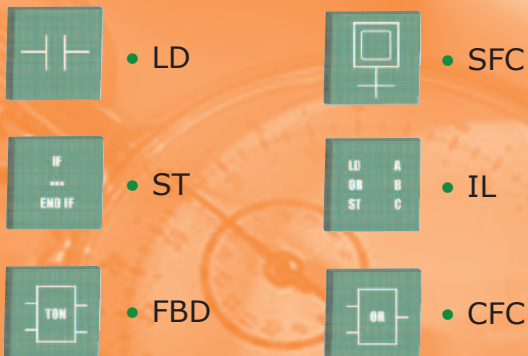 • LD
• SFC
IF
...
END IF
• ST
LD A
OR B
ST C
• IL
TON
• FBD
OR
• CFC